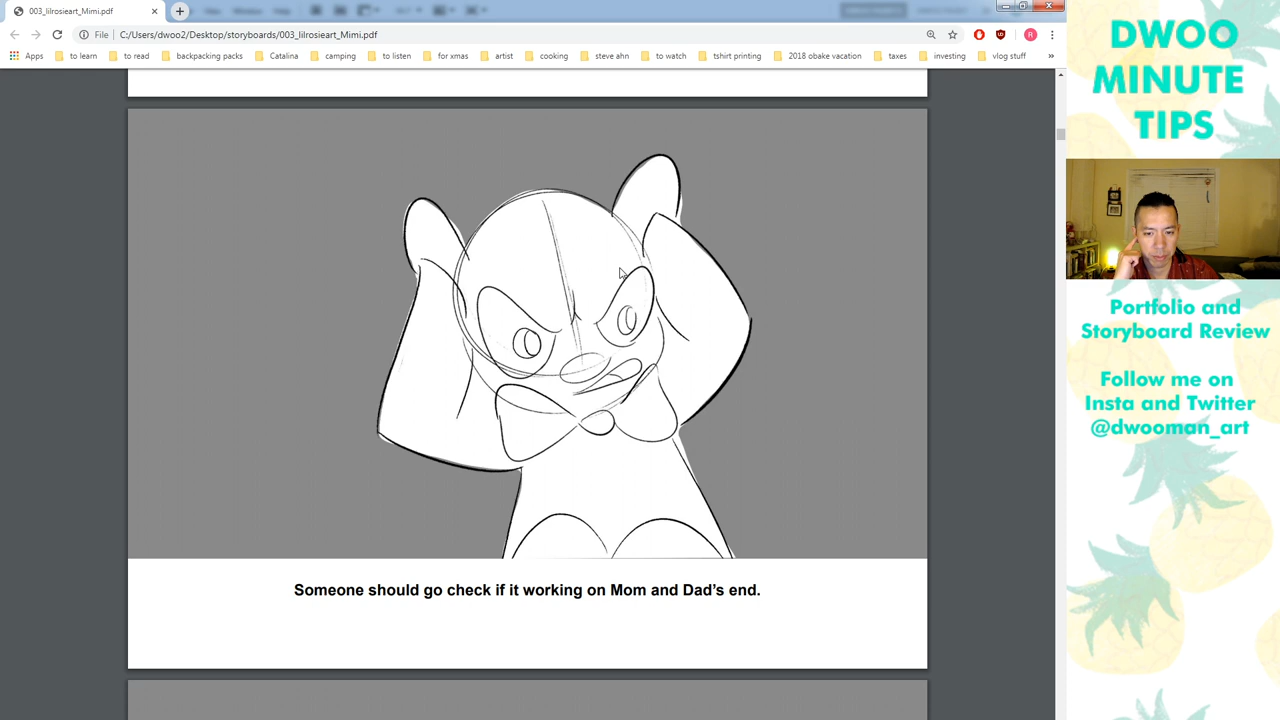 003_lilrosieart_Mimi.pdf
File C:/Users/dwoo2/Desktop/storyboards/003_lilrosieart_Mimi.pdf
R
Apps to learn to read backpacking packs Catalina camping to listen for xmas artist cooking steve ahn to watch tshirt printing 2018 obake vacation taxes investing vlog stuff »
Someone should go check if it working on Mom and Dad's end.
DWOO
MINUTE
TIPS
Portfolio and
Storyboard Review
Follow me on
Insta and Twitter
@dwooman_art